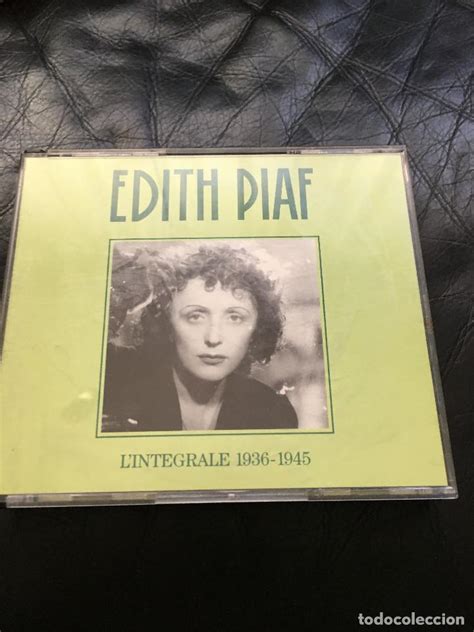 EDITH PIAF
L'INTEGRALE 1936-1945
todocoleccion